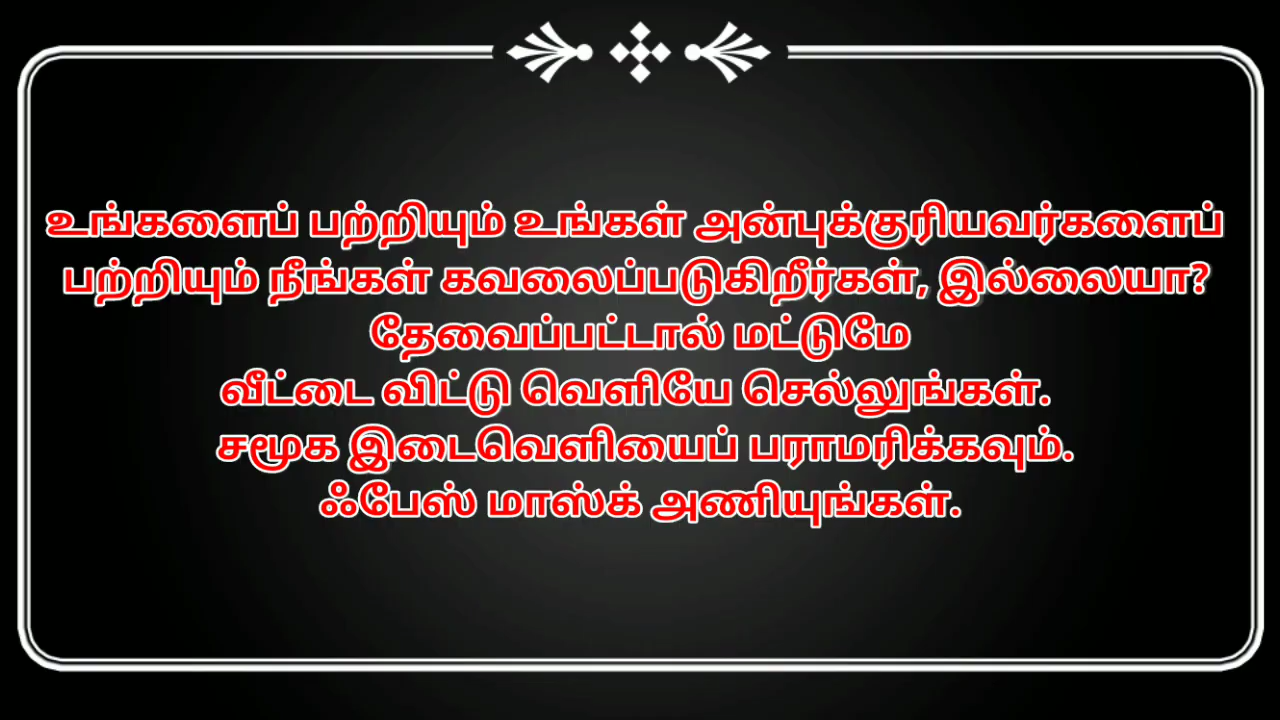 உங்களைப் பற்றியும் உங்கள் அன்புக்குரியவர்களைப்
பற்றியும் நீங்கள் கவலைப்படுகிறீர்கள், இல்லையா?
தேவைப்பட்டால் மட்டுமே
வீட்டை விட்டு வெளியே செல்லுங்கள்.
சமூக இடைவெளியைப் பராமரிக்கவும்.
ஃபேஸ் மாஸ்க் அணியுங்கள்.